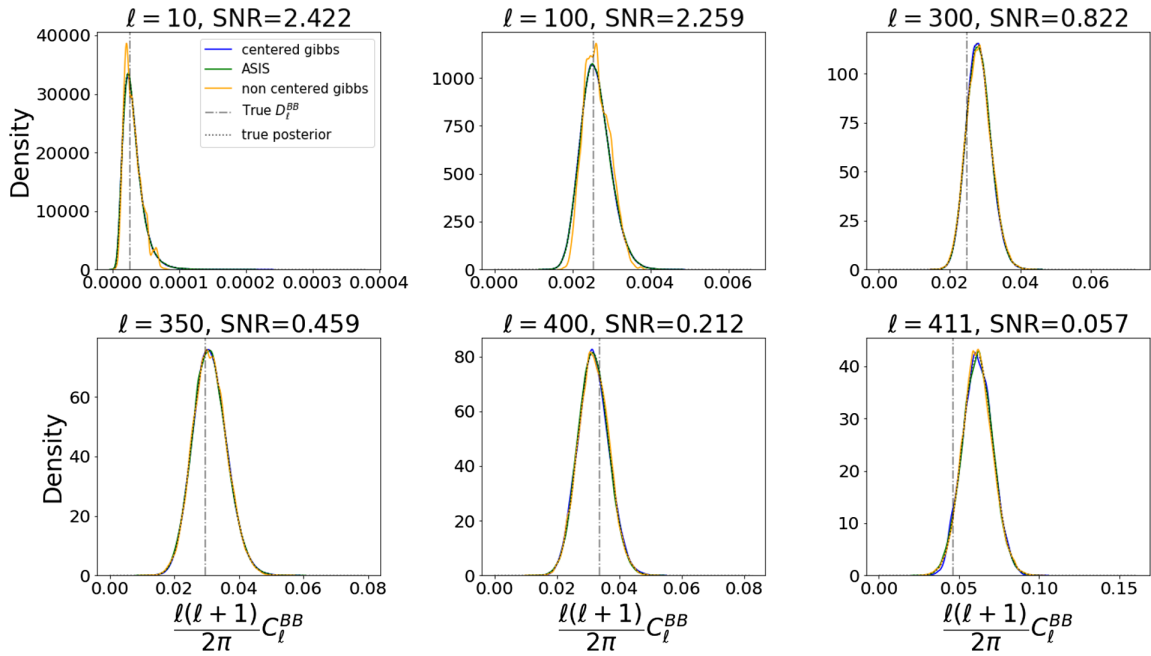 ℓ = 10, SNR=2.422
40000
30000
20000
10000
0
0.0000 0.0001 0.0002 0.0003 0.0004
Density
centered gibbs
ASIS
non centered gibbs
True D_ℓ^{BB}
true posterior
ℓ = 100, SNR=2.259
1000
750
500
250
0
0.000 0.002 0.004 0.006
ℓ = 300, SNR=0.822
100
75
50
25
0
0.00 0.02 0.04 0.06
ℓ = 350, SNR=0.459
60
40
20
0
0.00 0.02 0.04 0.06 0.08
Density
ℓ(ℓ + 1)/2π C_ℓ^{BB}
ℓ = 400, SNR=0.212
80
60
40
20
0
0.00 0.02 0.04 0.06 0.08
ℓ(ℓ + 1)/2π C_ℓ^{BB}
ℓ = 411, SNR=0.057
40
30
20
10
0
0.00 0.05 0.10 0.15
ℓ(ℓ + 1)/2π C_ℓ^{BB}